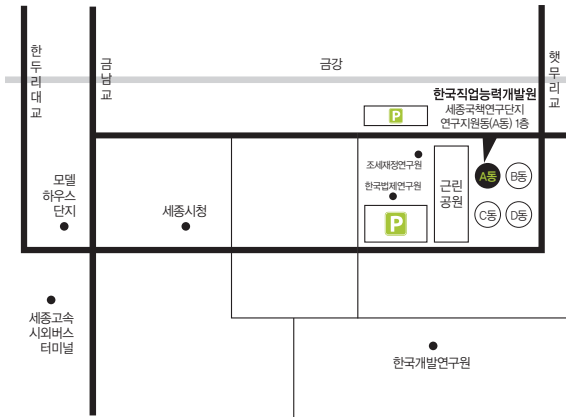 한두리대교
금남교
금강
햇무리교
한국직업능력개발원
세종국책연구단지
연구지원동(A동) 1층
P
조세재정연구원
한국법제연구원
P
근린
공원
A동
B동
C동
D동
모델
하우스
단지
세종시청
세종고속
시외버스
터미널
한국개발연구원